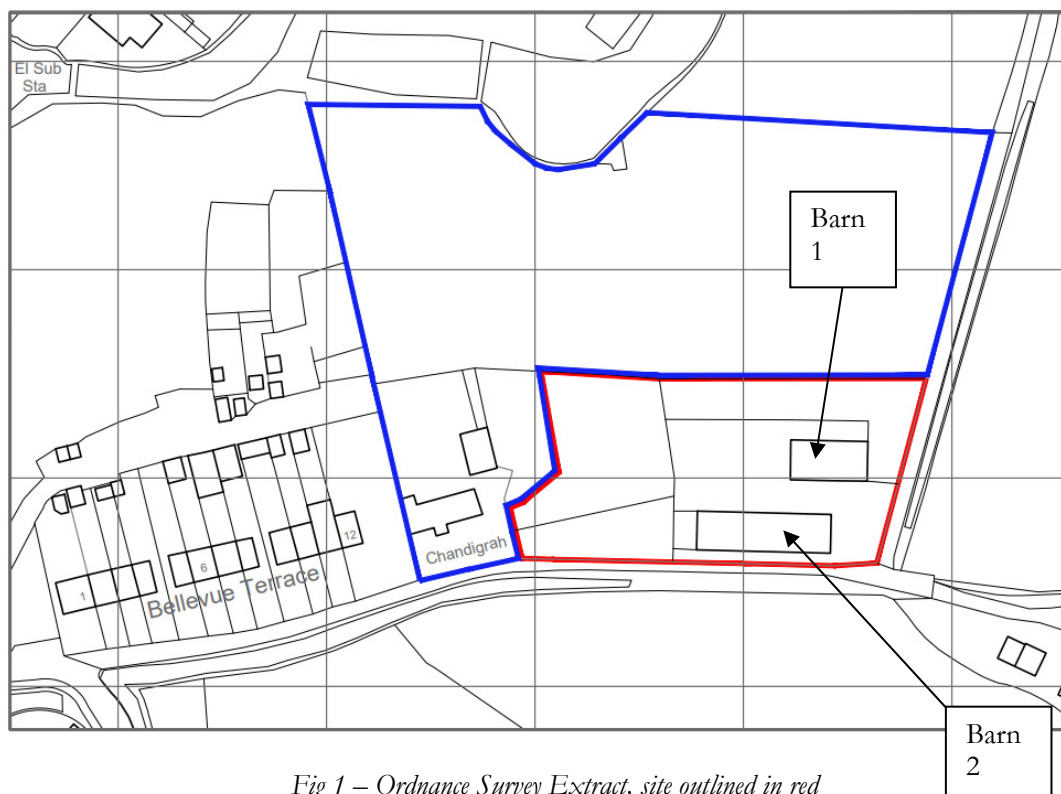 El Sub
Sta
Barn
1
Chandigrah
12
6
1
Bellevue Terrace
Barn
2
Fig 1 – Ordnance Survey Extract, site outlined in red